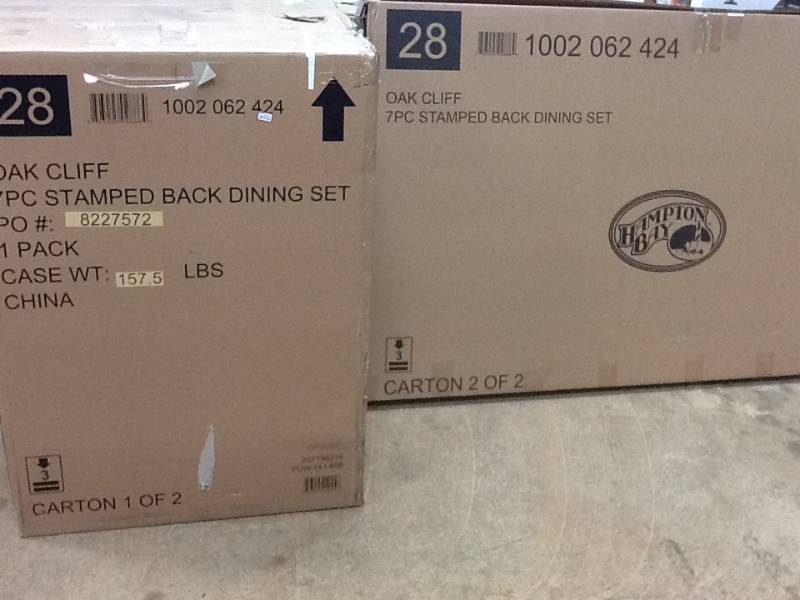 28 1002 062 424
OAK CLIFF
7PC STAMPED BACK DINING SET
PO #: 8227572
1 PACK
CASE WT: 157.5 LBS
CHINA
3
CARTON 1 OF 2
28 1002 062 424
OAK CLIFF
7PC STAMPED BACK DINING SET
HAMPTON
BAY
3
CARTON 2 OF 2